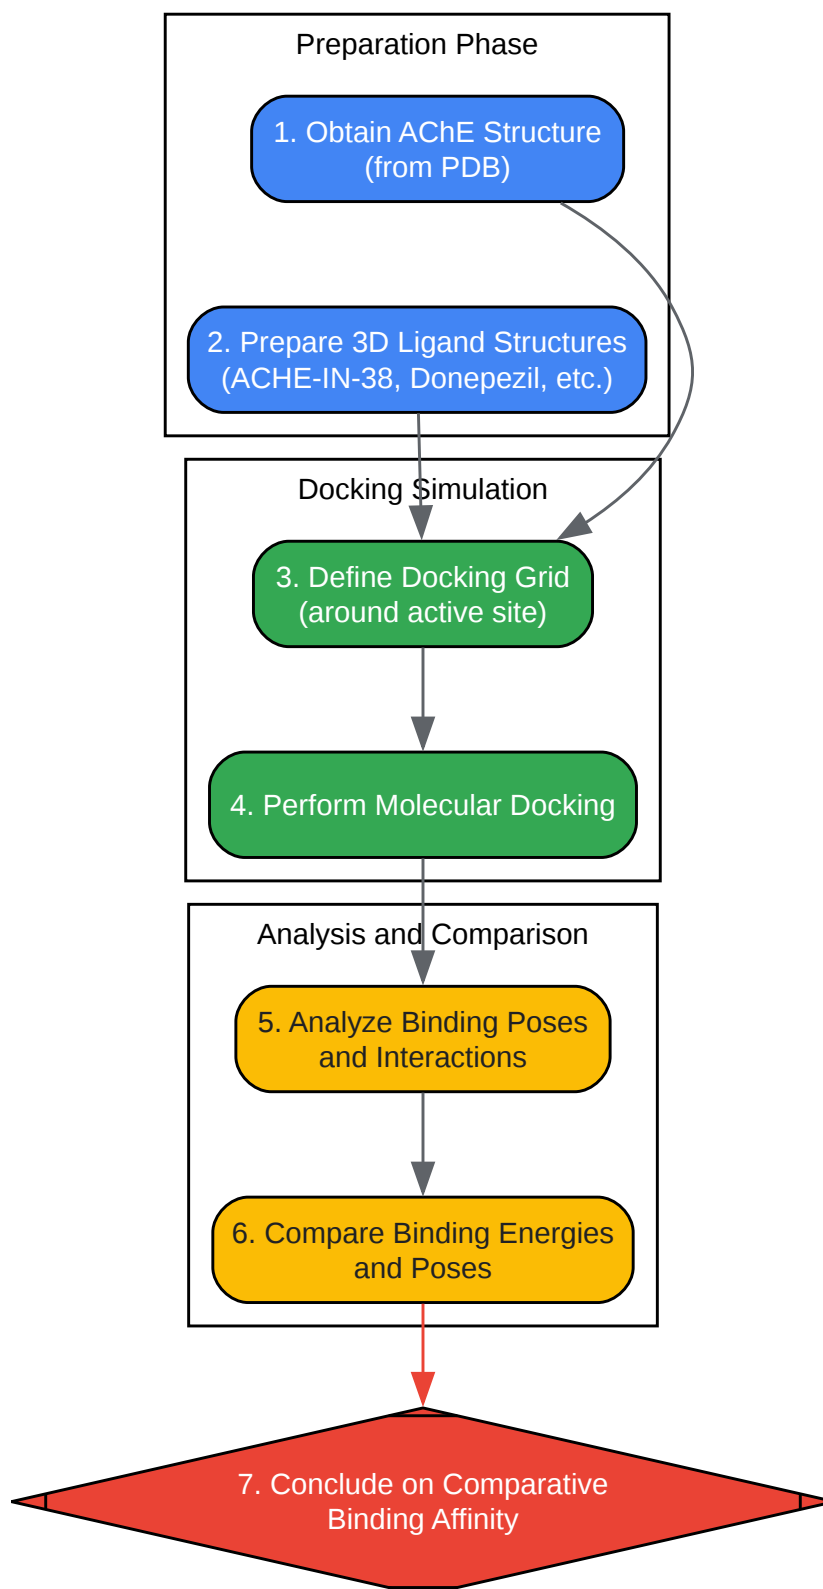 Preparation Phase
1. Obtain AChE Structure
(from PDB)
2. Prepare 3D Ligand Structures
(ACHE-IN-38, Donepezil, etc.)
Docking Simulation
3. Define Docking Grid
(around active site)
4. Perform Molecular Docking
Analysis and Comparison
5. Analyze Binding Poses
and Interactions
6. Compare Binding Energies
and Poses
7. Conclude on Comparative
Binding Affinity